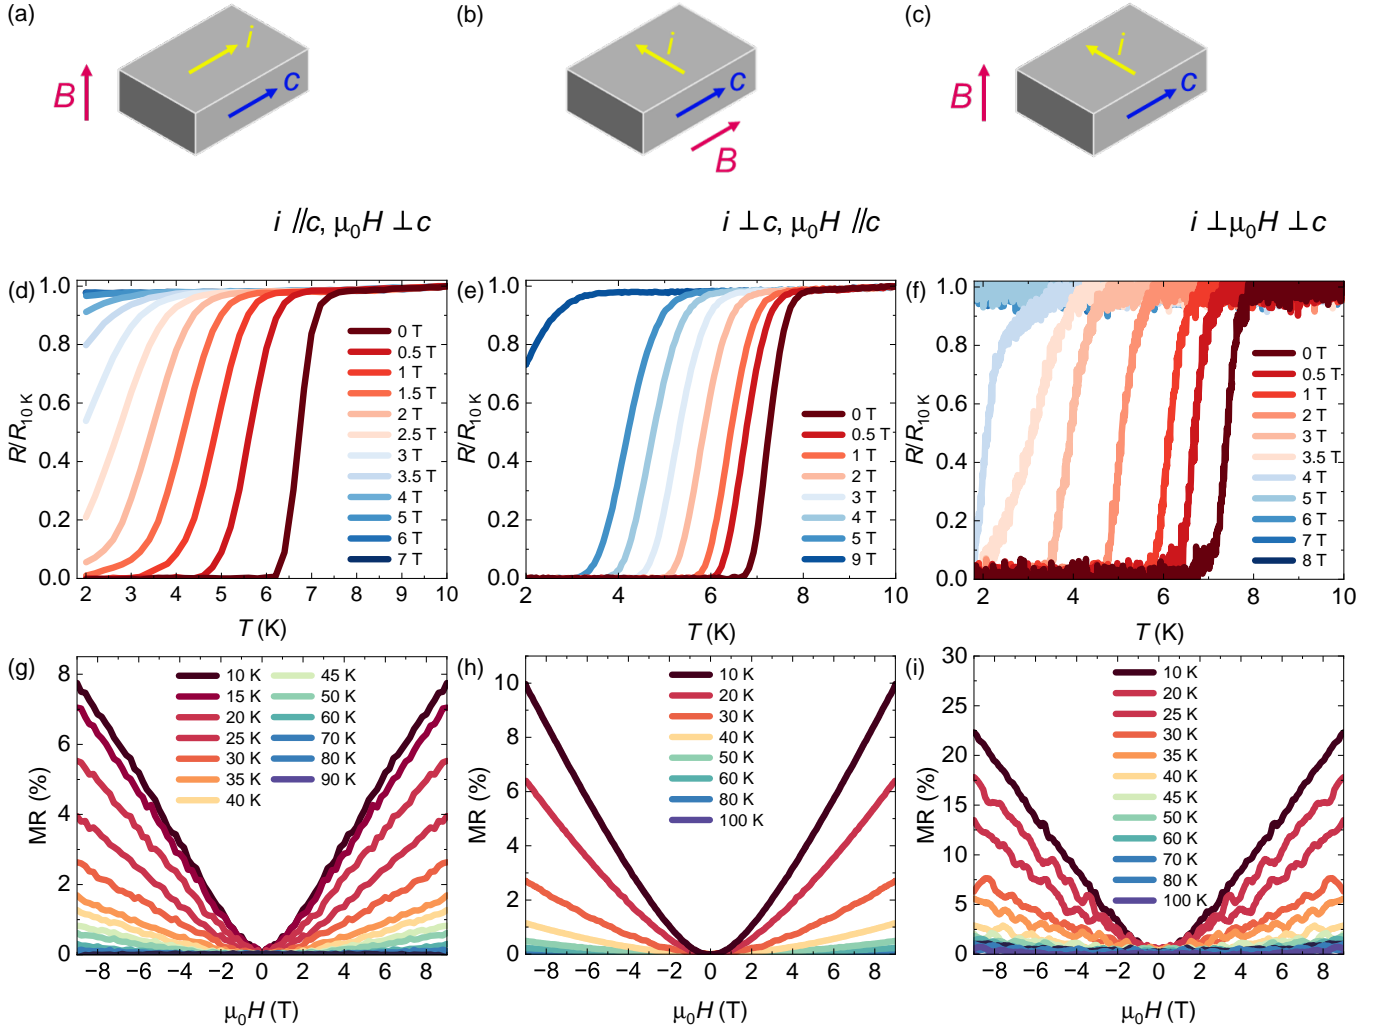 (a)
i
B
c
(b)
i
c
B
(c)
i
B
c
i //c, μ₀H ⊥ c
i ⊥ c, μ₀H //c
i ⊥ μ₀H ⊥ c
(d)
R/R₁₀ K
1.0
0.8
0.6
0.4
0.2
0.0
0 T
0.5 T
1 T
1.5 T
2 T
2.5 T
3 T
3.5 T
4 T
5 T
6 T
7 T
2 3 4 5 6 7 8 9 10
T (K)
(e)
R/R₁₀ K
1.0
0.8
0.6
0.4
0.2
0.0
0 T
0.5 T
1 T
2 T
3 T
4 T
5 T
9 T
2 4 6 8 10
T (K)
(f)
R/R₁₀ K
1.0
0.8
0.6
0.4
0.2
0.0
0 T
0.5 T
1 T
2 T
3 T
3.5 T
4 T
5 T
6 T
7 T
8 T
2 4 6 8 10
T (K)
(g)
MR (%)
8
6
4
2
0
10 K
15 K
20 K
25 K
30 K
35 K
40 K
45 K
50 K
60 K
70 K
80 K
90 K
−8 −6 −4 −2 0 2 4 6 8
μ₀H (T)
(h)
MR (%)
10
8
6
4
2
0
10 K
20 K
30 K
40 K
50 K
60 K
80 K
100 K
−8 −6 −4 −2 0 2 4 6 8
μ₀H (T)
(i)
MR (%)
30
25
20
15
10
5
0
10 K
20 K
25 K
30 K
35 K
40 K
45 K
50 K
60 K
70 K
80 K
100 K
−8 −6 −4 −2 0 2 4 6 8
μ₀H (T)